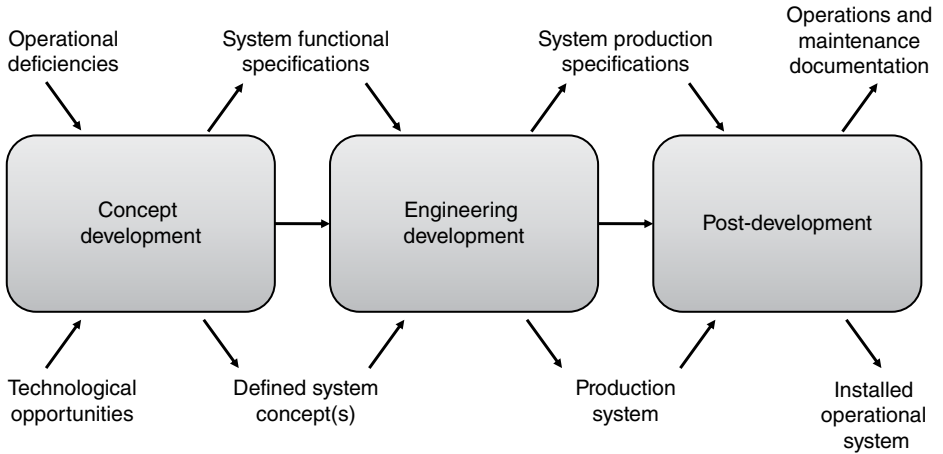 Operational
deficiencies
System functional
specifications
System production
specifications
Operations and
maintenance
documentation
Concept
development
Engineering
development
Post-development
Technological
opportunities
Defined system
concept(s)
Production
system
Installed
operational
system